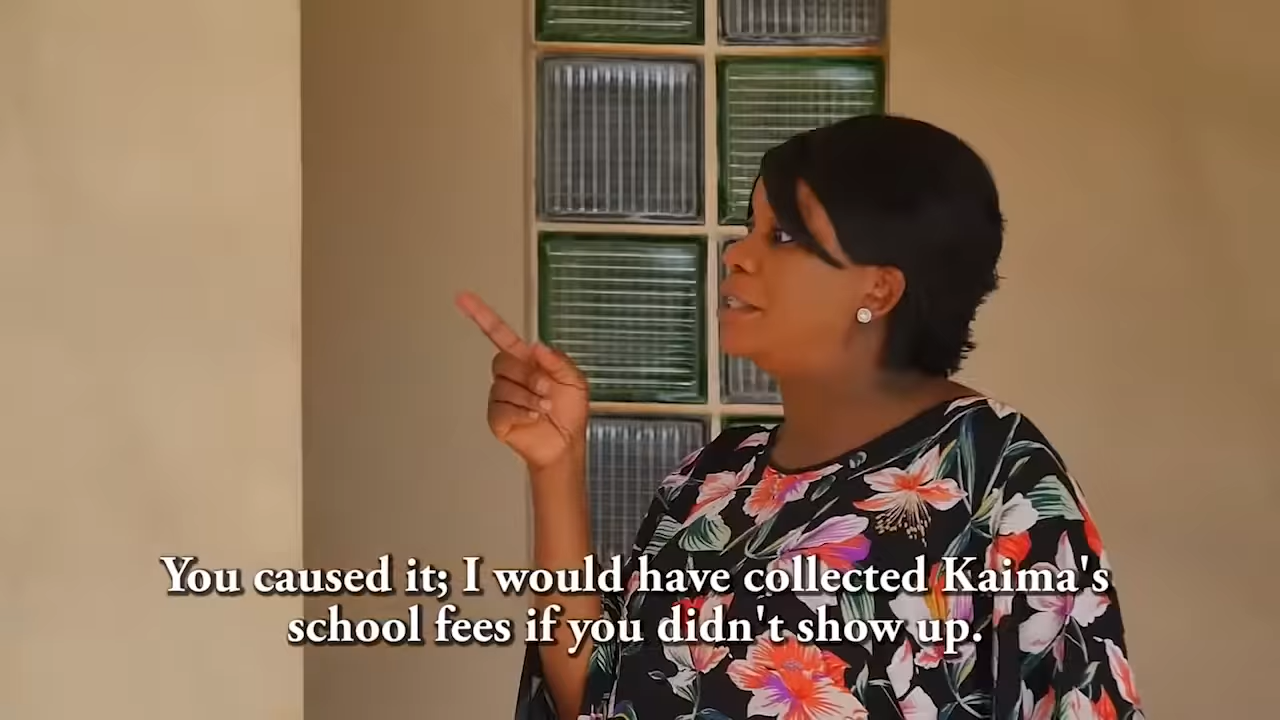 You caused it; I would have collected Kaima's
school fees if you didn't show up.